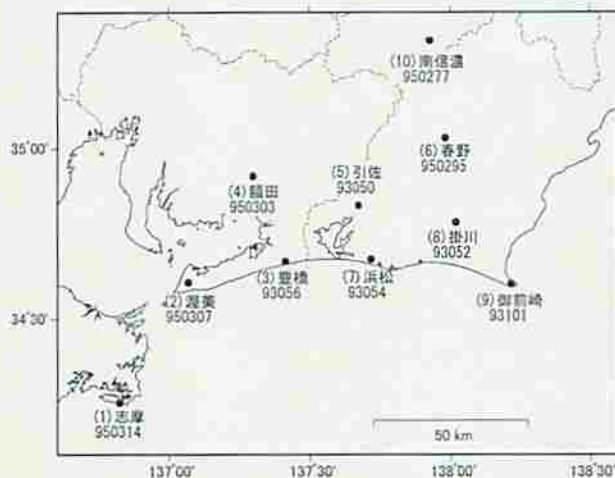 (10) 南信濃
950277
35°00'
(6) 春野
950295
(5) 引佐
93050
(4) 額田
950303
(8) 掛川
93052
(3) 豊橋
93056
(7) 浜松
93054
(2) 渥美
950307
(9) 御前崎
93101
34°30'
(1) 志摩
950314
50 km
137°00'
137°30'
138°00'
138°30'